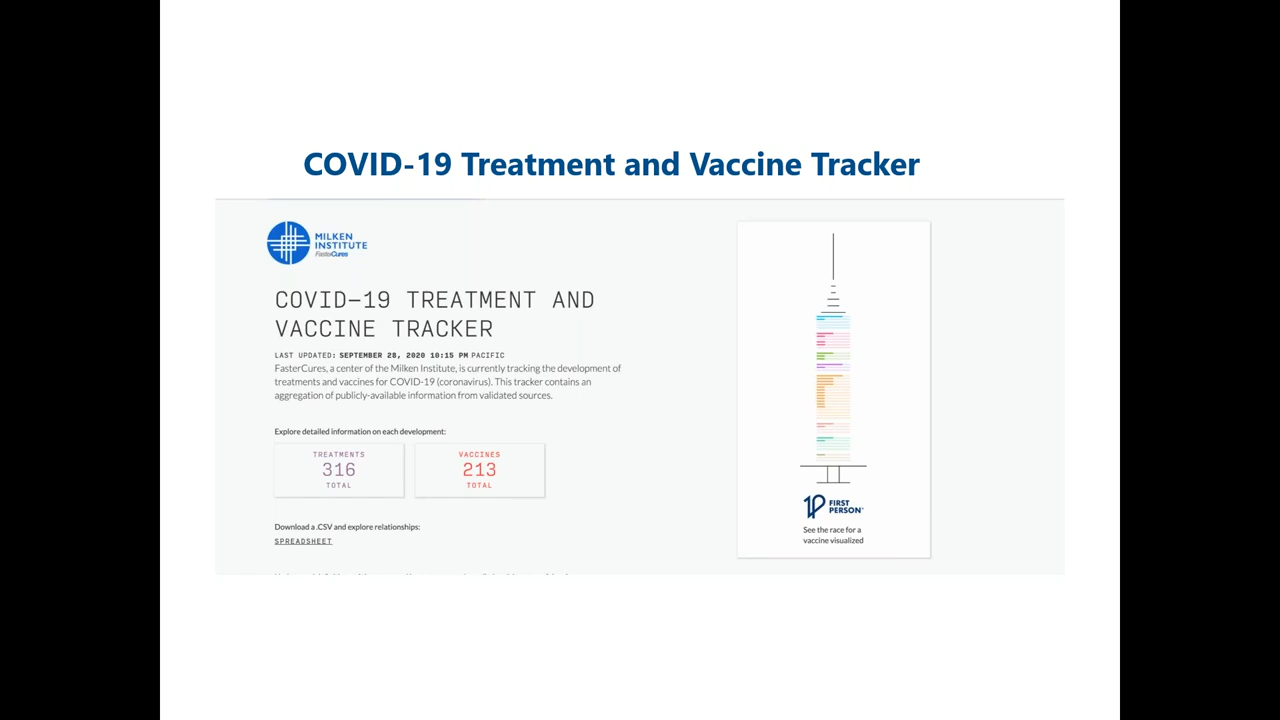 COVID-19 Treatment and Vaccine Tracker
MILKEN
INSTITUTE
FasterCures
COVID–19 TREATMENT AND
VACCINE TRACKER
LAST UPDATED: SEPTEMBER 28, 2020 10:15 PM PACIFIC
FasterCures, a center of the Milken Institute, is currently tracking the development of
treatments and vaccines for COVID-19 (coronavirus). This tracker contains an
aggregation of publicly-available information from validated sources.
Explore detailed information on each development:
TREATMENTS
316
TOTAL
VACCINES
213
TOTAL
Download a .CSV and explore relationships:
SPREADSHEET
1P FIRST
PERSON
See the race for a
vaccine visualized